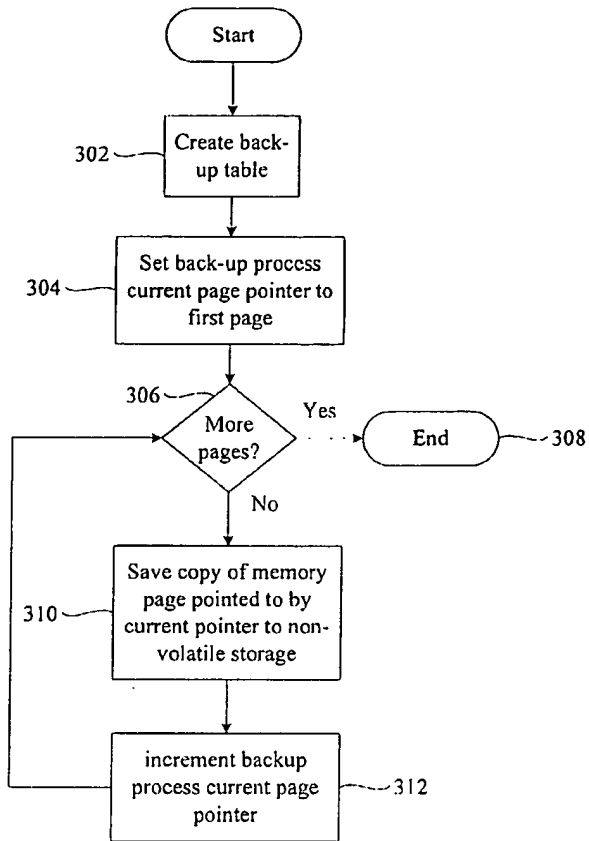 Start
302
Create back-
up table
304
Set back-up process
current page pointer to
first page
306
More
pages?
Yes
End
308
No
310
Save copy of memory
page pointed to by
current pointer to non-
volatile storage
increment backup
process current page
pointer
312